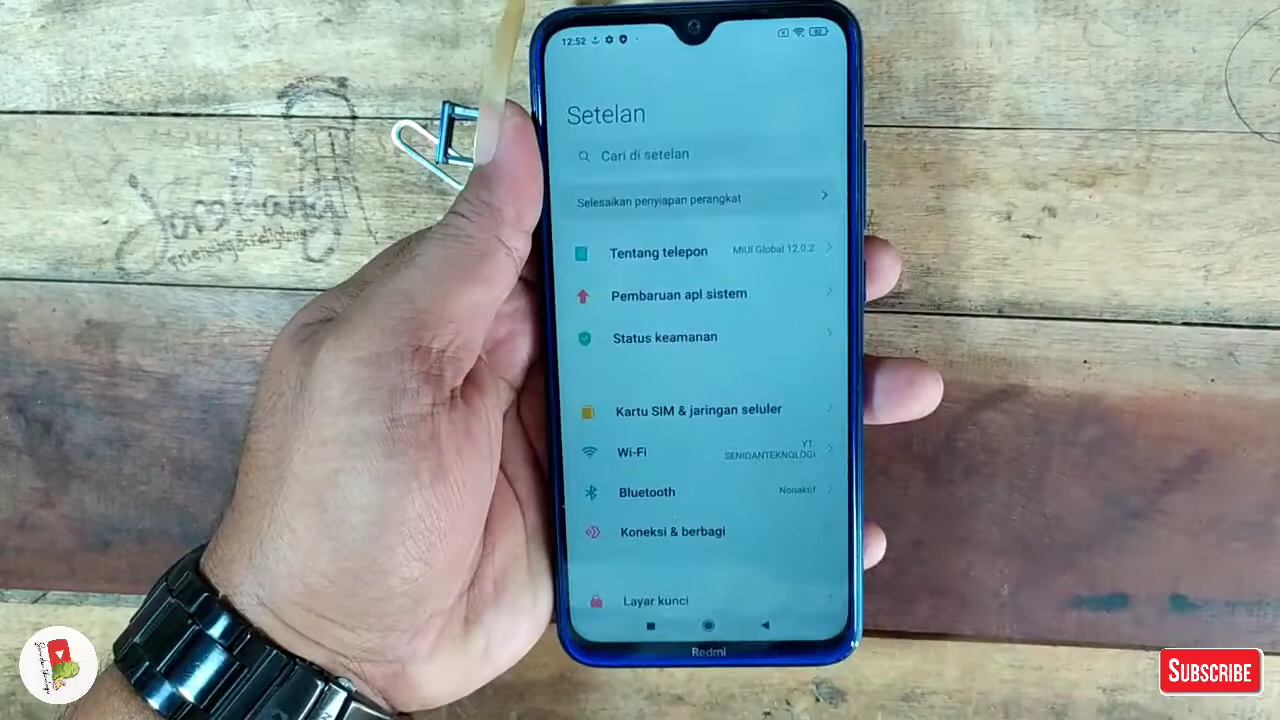 12:52
82
Setelan
Cari di setelan
Selesaikan penyiapan perangkat
Tentang telepon MIUI Global 12.0.2
Pembaruan apl sistem
Status keamanan
Kartu SIM & jaringan seluler
Wi-Fi YT: SENIDANTEKNOLOGI
Bluetooth Nonaktif
Koneksi & berbagi
Layar kunci
Redmi
SUBSCRIBE